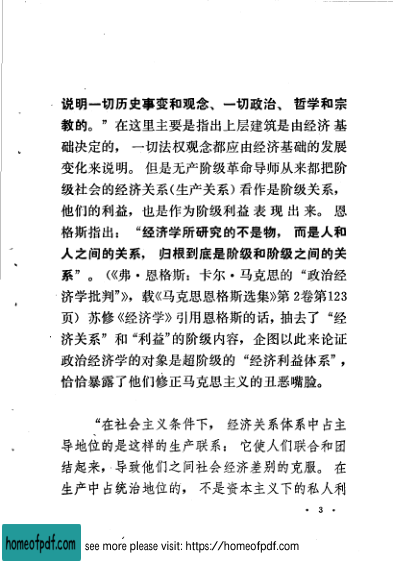 说明一切历史事变和观念、一切政治、哲学和宗
教的。”在这里主要是指出上层建筑是由经济基
础决定的，一切法权观念都应由经济基础的发展
变化来说明。但是无产阶级革命导师从来都把阶
级社会的经济关系(生产关系)看作是阶级关系，
他们的利益，也是作为阶级利益表现出来。恩
格斯指出：“经济学所研究的不是物，而是人和
人之间的关系，归根到底是阶级和阶级之间的关
系”。(《弗·恩格斯：卡尔·马克思的“政治经
济学批判”》，载《马克思恩格斯选集》第2卷第123
页) 苏修《经济学》引用恩格斯的话，抽去了“经
济关系”和“利益”的阶级内容，企图以此来论证
政治经济学的对象是超阶级的“经济利益体系”，
恰恰暴露了他们修正马克思主义的丑恶嘴脸。
“在社会主义条件下，经济关系体系中占主
导地位的是这样的生产联系；它使人们联合和团
结起来，导致他们之间社会经济差别的克服。在
生产中占统治地位的，不是资本主义下的私人利
· 3 ·
homeofpdf.com
see more please visit: https://homeofpdf.com